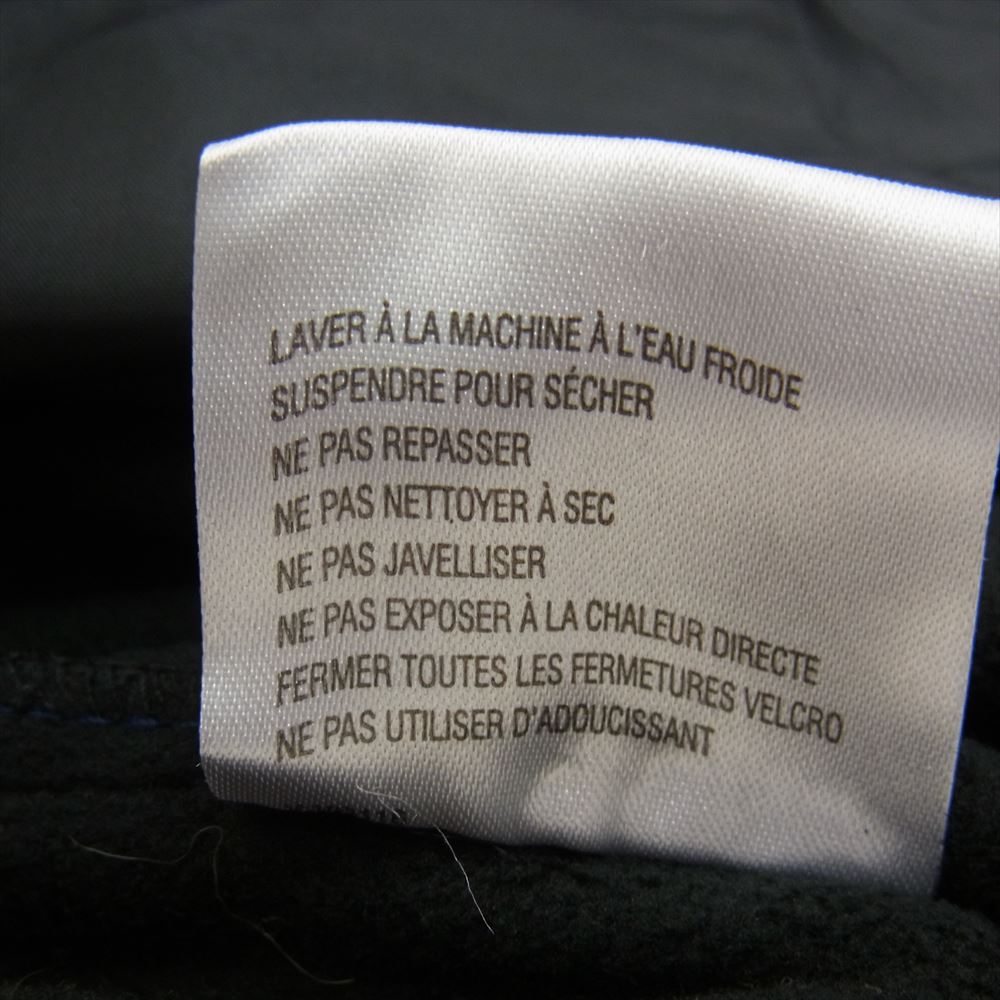 LAVER À LA MACHINE À L'EAU FROIDE
SUSPENDRE POUR SÉCHER
NE PAS REPASSER
NE PAS NETTOYER À SEC
NE PAS JAVELLISER
NE PAS EXPOSER À LA CHALEUR DIRECTE
FERMER TOUTES LES FERMETURES VELCRO
NE PAS UTILISER D'ADOUCISSANT